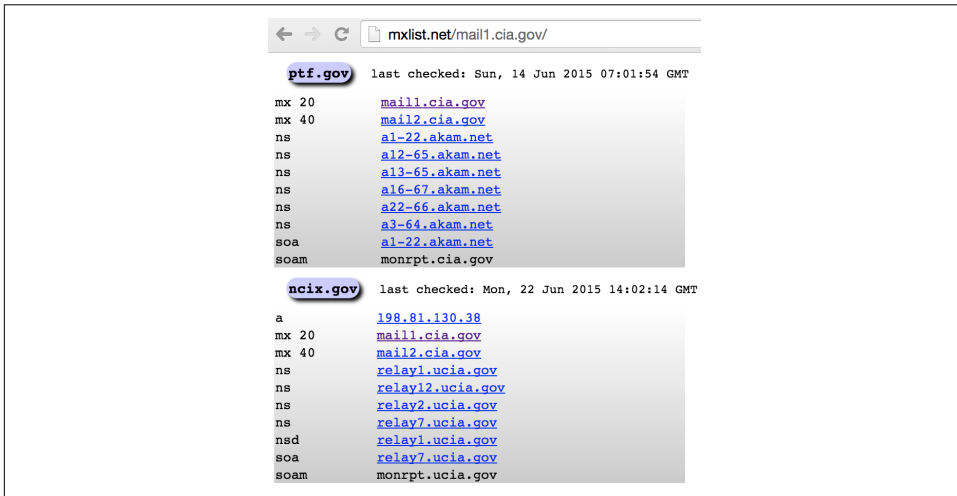 mxlist.net/mail1.cia.gov/
ptf.gov last checked: Sun, 14 Jun 2015 07:01:54 GMT
mx 20 mail1.cia.gov
mx 40 mail2.cia.gov
ns a1-22.akam.net
ns a12-65.akam.net
ns a13-65.akam.net
ns a16-67.akam.net
ns a22-66.akam.net
ns a3-64.akam.net
soa a1-22.akam.net
soam monrpt.cia.gov
ncix.gov last checked: Mon, 22 Jun 2015 14:02:14 GMT
a 198.81.130.38
mx 20 mail1.cia.gov
mx 40 mail2.cia.gov
ns relay1.ucia.gov
ns relay12.ucia.gov
ns relay2.ucia.gov
ns relay7.ucia.gov
nsd relay1.ucia.gov
soa relay7.ucia.gov
soam monrpt.ucia.gov